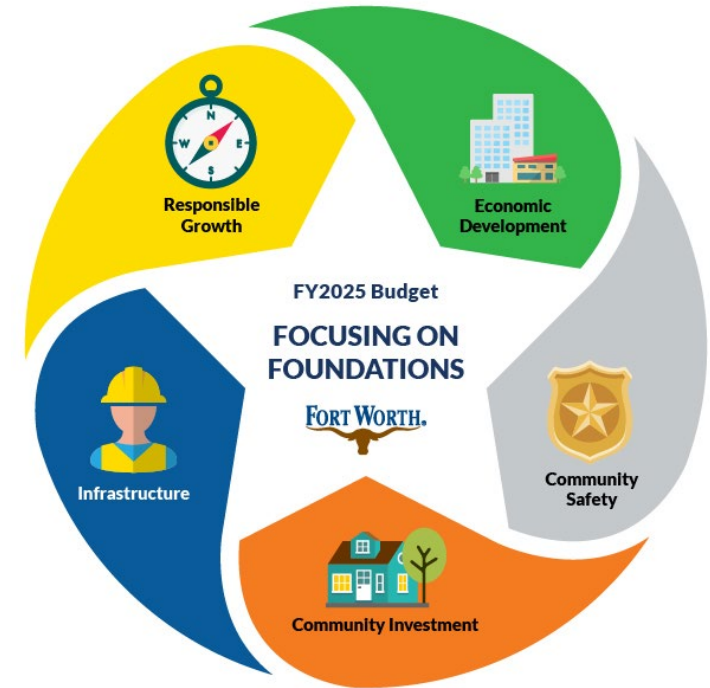 FY2025 Budget
FOCUSING ON
FOUNDATIONS
FORT WORTH®
Responsible
Growth
N
W
E
S
Economic
Development
Community
Safety
Community Investment
Infrastructure